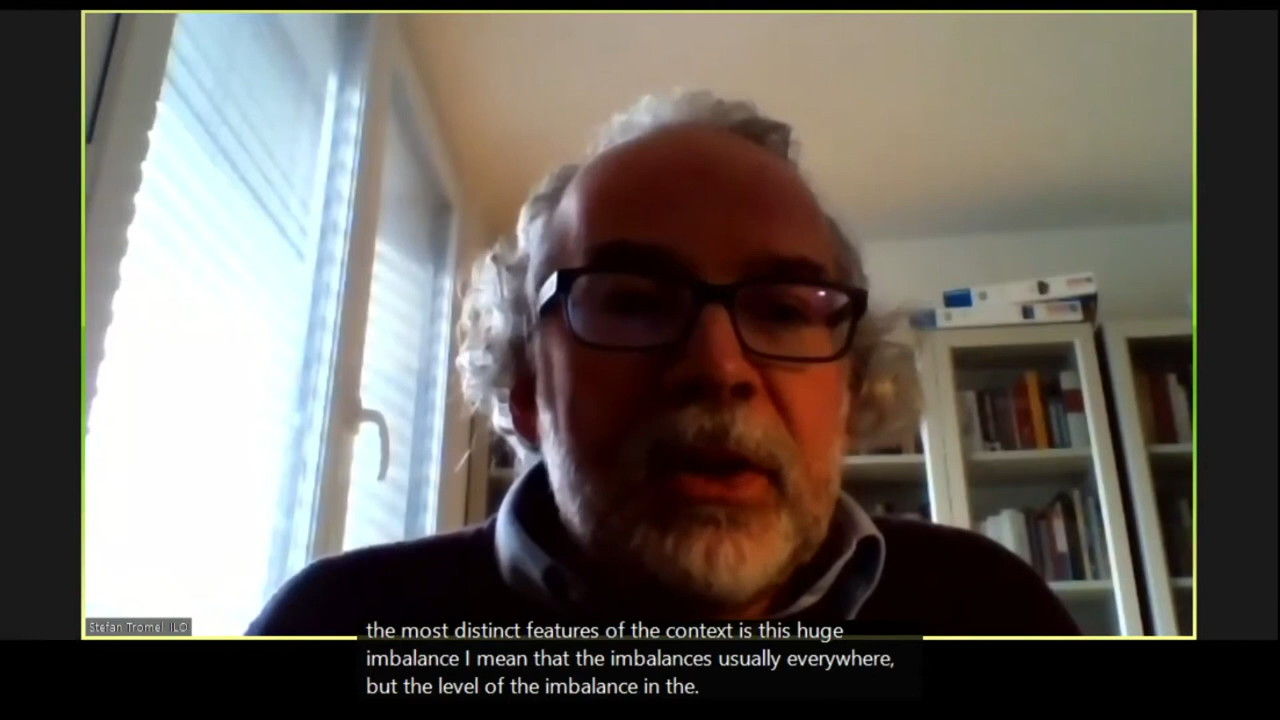 Stefan Tromel ILO
the most distinct features of the context is this huge
imbalance I mean that the imbalances usually everywhere,
but the level of the imbalance in the.